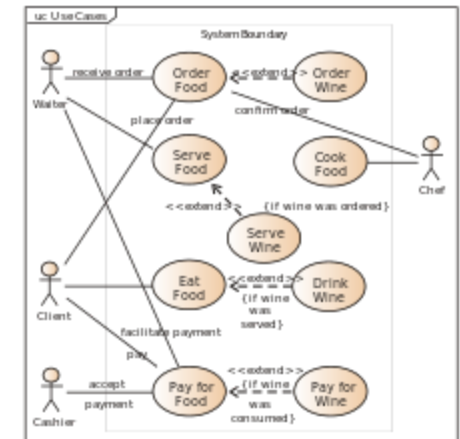 uc UseCases
System Boundary
receive order
Order
Food
<<extend>>
Order
Wine
Waiter
confirm order
place order
Serve
Food
Cook
Food
Chef
<<extend>>
{if wine was ordered}
Serve
Wine
Eat
Food
<<extend>>
{if wine
was
served}
Drink
Wine
Client
facilitate payment
pay
accept
payment
Pay for
Food
<<extend>>
{if wine
was
consumed}
Pay for
Wine
Cashier